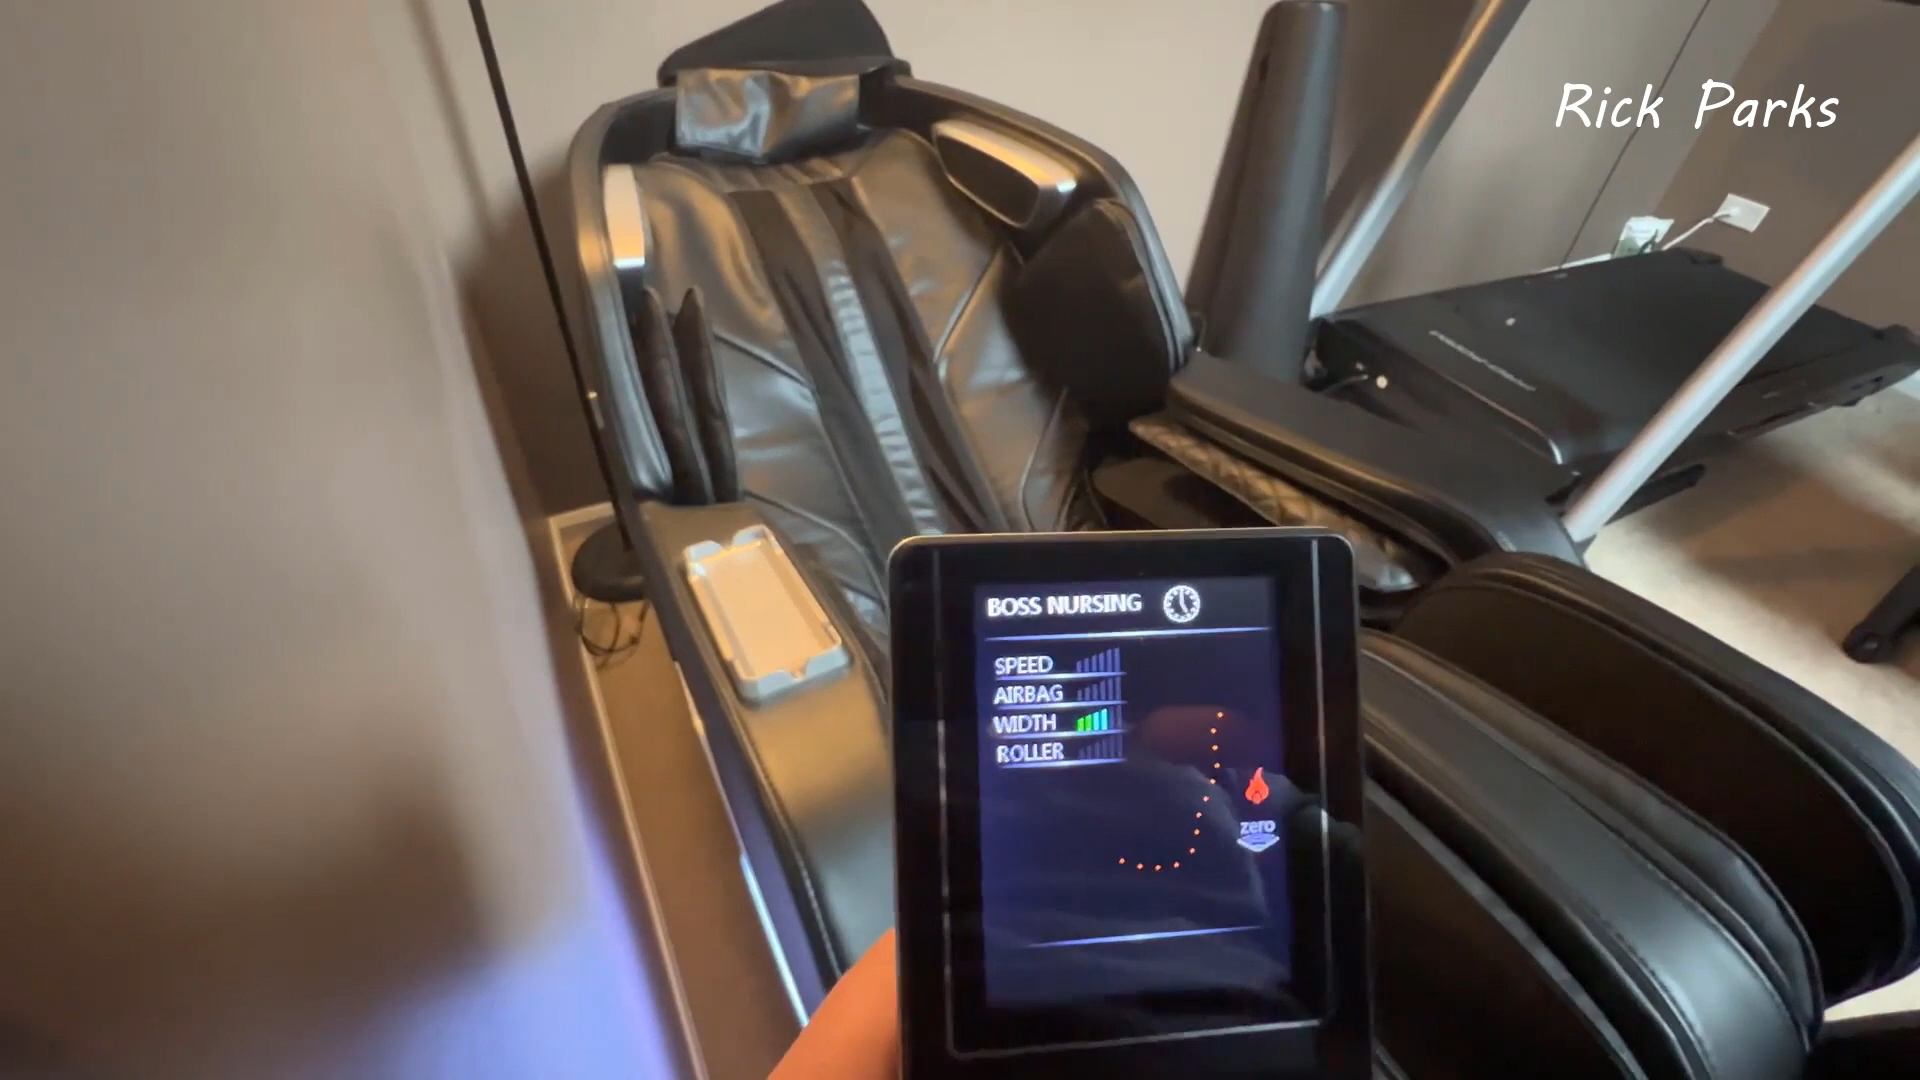 Rick Parks
BOSS NURSING
SPEED
AIRBAG
WIDTH
ROLLER
zero